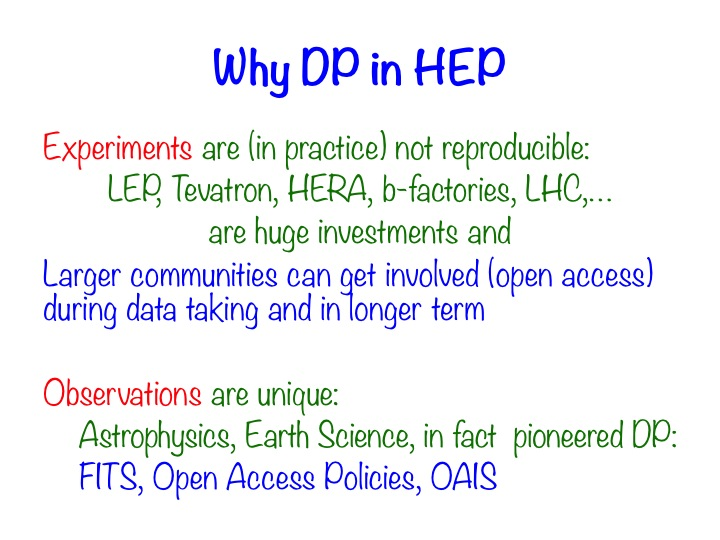 Why DP in HEP
Experiments are (in practice) not reproducible:
LEP, Tevatron, HERA, b-factories, LHC,...
are huge investments and
Larger communities can get involved (open access)
during data taking and in longer term
Observations are unique:
Astrophysics, Earth Science, in fact pioneered DP:
FITS, Open Access Policies, OAIS